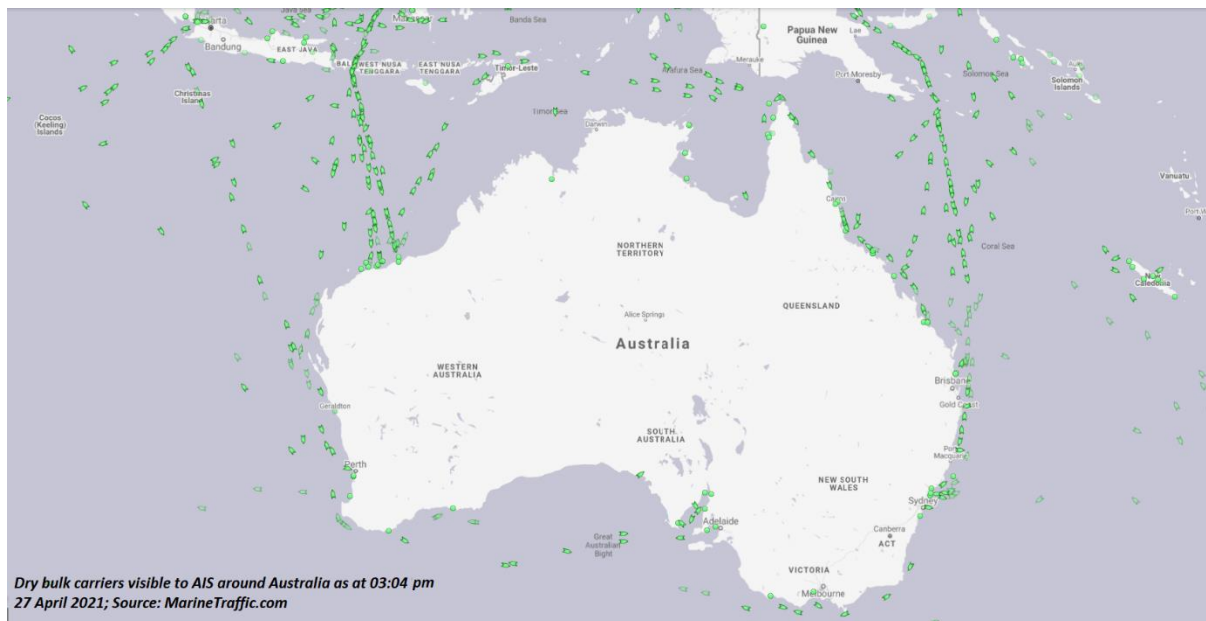 Java Sea
Banda Sea
Bandung
EAST JAVA
WEST NUSA
TENGGARA
EAST NUSA
TENGGARA
Timor-Leste
Arafura Sea
Merauke
Papua New
Guinea
Lae
Port Moresby
Solomon Sea
Solomon
Islands
Christmas
Island
Cocos
(Keeling)
Islands
Timor Sea
Darwin
Vanuatu
Coral Sea
New
Caledonia
NORTHERN
TERRITORY
QUEENSLAND
Alice Springs
Australia
WESTERN
AUSTRALIA
Brisbane
Gold Coast
Geraldton
SOUTH
AUSTRALIA
Port
Macquarie
Perth
NEW SOUTH
WALES
Sydney
Adelaide
Canberra
ACT
Great
Australian
Bight
VICTORIA
Melbourne
Dry bulk carriers visible to AIS around Australia as at 03:04 pm
27 April 2021; Source: MarineTraffic.com